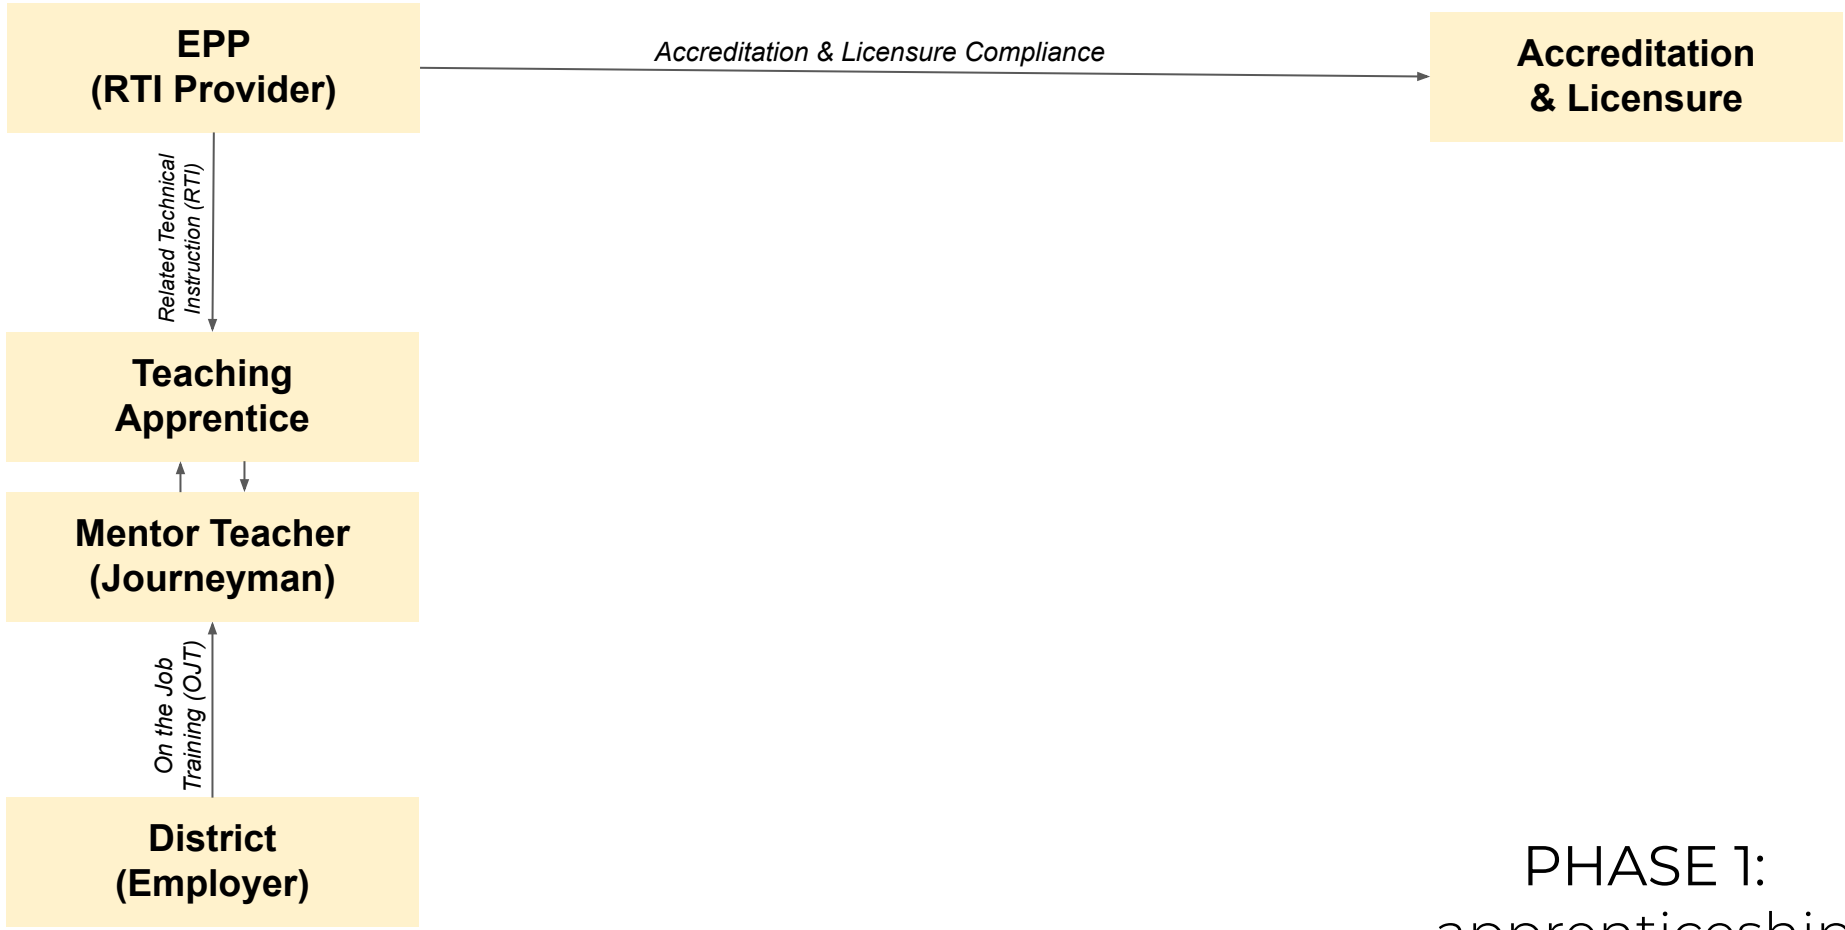 EPP
(RTI Provider)
Accreditation & Licensure Compliance
Accreditation
& Licensure
Related Technical
Instruction (RTI)
Teaching
Apprentice
Mentor Teacher
(Journeyman)
On the Job
Training (OJT)
District
(Employer)
PHASE 1:
apprenticeship